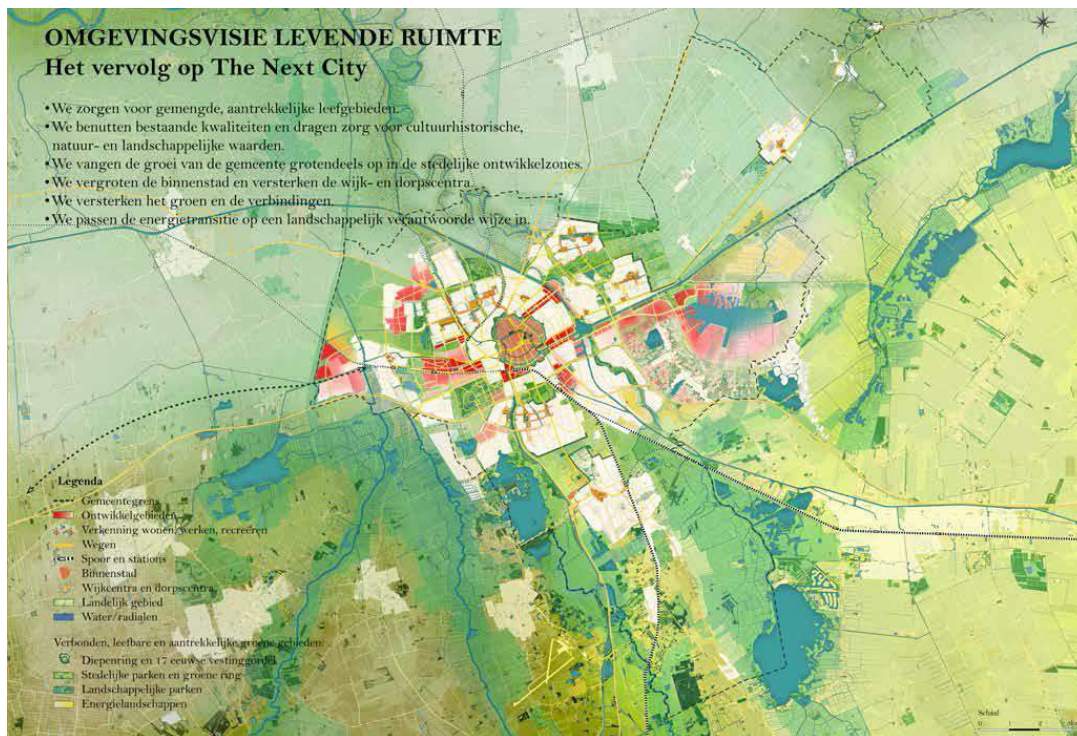 OMGEVINGSVISIE LEVENDE RUIMTE
Het vervolg op The Next City
• We zorgen voor gemengde, aantrekkelijke leefgebieden.
• We benutten bestaande kwaliteiten en dragen zorg voor cultuurhistorische,
natuur- en landschappelijke waarden.
• We vangen de groei van de gemeente grotendeels op in de stedelijke ontwikkelzones.
• We vergroten de binnenstad en versterken de wijk- en dorpscentra.
• We versterken het groen en de verbindingen.
• We passen de energietransitie op een landschappelijk verantwoorde wijze in.
Legenda
Gemeentegrens
Ontwikkelgebieden
Verkenning wonen, werken, recreëren
Wegen
Spoor en stations
Binnenstad
Wijkcentra en dorpscentra
Landelijk gebied
Water/radialen
Verbonden, leefbare en aantrekkelijke groene gebieden:
Diepenring en 17 eeuwse vestinggordel
Stedelijke parken en groene ring
Landschappelijke parken
Energielandschappen
Schaal
0 1 2